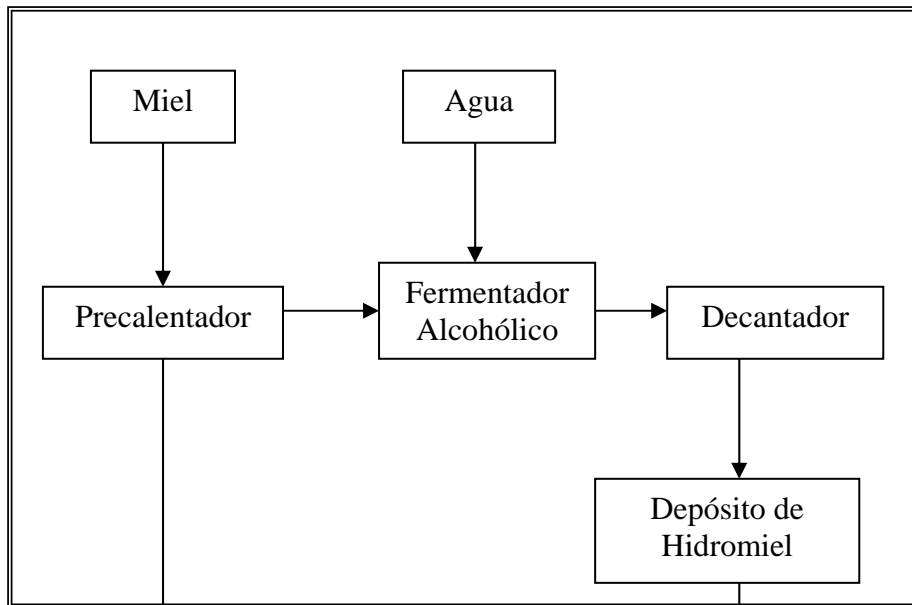 Miel
Agua
Precalentador
Fermentador
Alcohólico
Decantador
Depósito de
Hidromiel